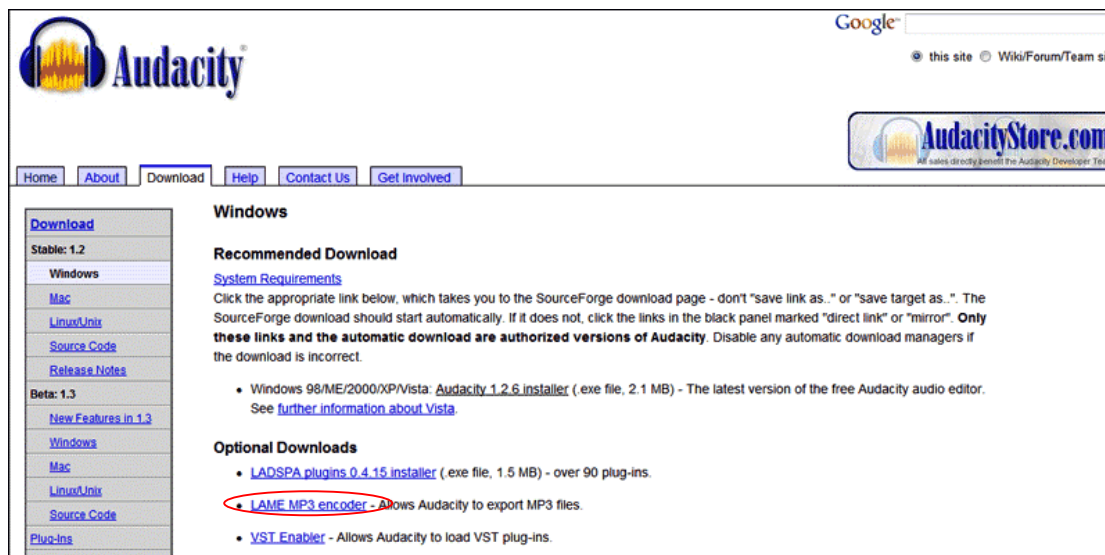 Google™
Audacity®
this site Wiki/Forum/Team si
AudacityStore.com
All sales directly benefit the Audacity Developer Tea
Home About Download Help Contact Us Get Involved
Download
Stable: 1.2
Windows
Mac
Linux/Unix
Source Code
Release Notes
Beta: 1.3
New Features in 1.3
Windows
Mac
Linux/Unix
Source Code
Plug-Ins
Windows
Recommended Download
System Requirements
Click the appropriate link below, which takes you to the SourceForge download page - don't "save link as.." or "save target as..". The
SourceForge download should start automatically. If it does not, click the links in the black panel marked "direct link" or "mirror". Only
these links and the automatic download are authorized versions of Audacity. Disable any automatic download managers if
the download is incorrect.
• Windows 98/ME/2000/XP/Vista: Audacity 1.2.6 installer (.exe file, 2.1 MB) - The latest version of the free Audacity audio editor.
See further information about Vista.
Optional Downloads
• LADSPA plugins 0.4.15 installer (.exe file, 1.5 MB) - over 90 plug-ins.
• LAME MP3 encoder - Allows Audacity to export MP3 files.
• VST Enabler - Allows Audacity to load VST plug-ins.